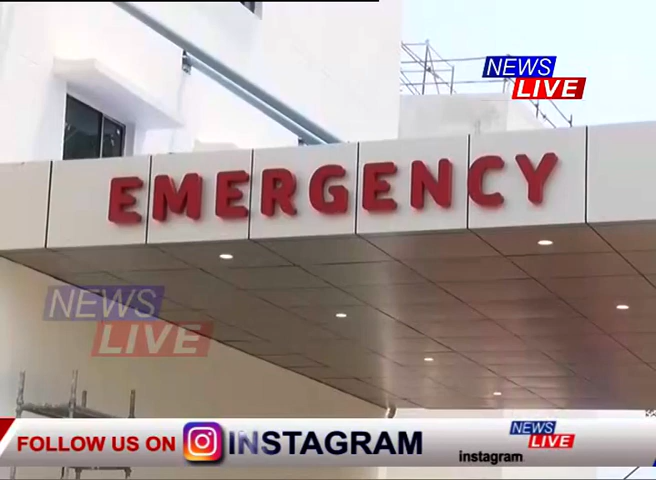 NEWS
LIVE
EMERGENCY
NEWS
LIVE
FOLLOW US ON INSTAGRAM
NEWS
LIVE
instagram